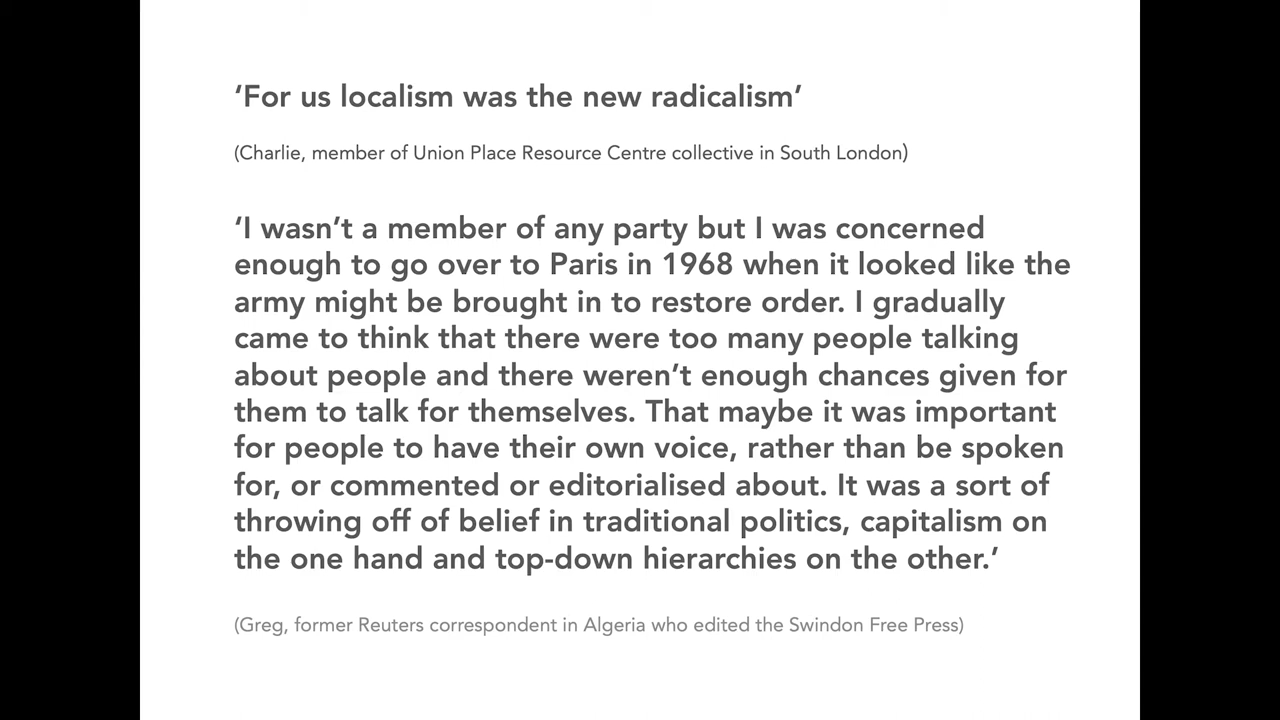 ‘For us localism was the new radicalism’
(Charlie, member of Union Place Resource Centre collective in South London)
‘I wasn’t a member of any party but I was concerned
enough to go over to Paris in 1968 when it looked like the
army might be brought in to restore order. I gradually
came to think that there were too many people talking
about people and there weren’t enough chances given for
them to talk for themselves. That maybe it was important
for people to have their own voice, rather than be spoken
for, or commented or editorialised about. It was a sort of
throwing off of belief in traditional politics, capitalism on
the one hand and top-down hierarchies on the other.’
(Greg, former Reuters correspondent in Algeria who edited the Swindon Free Press)